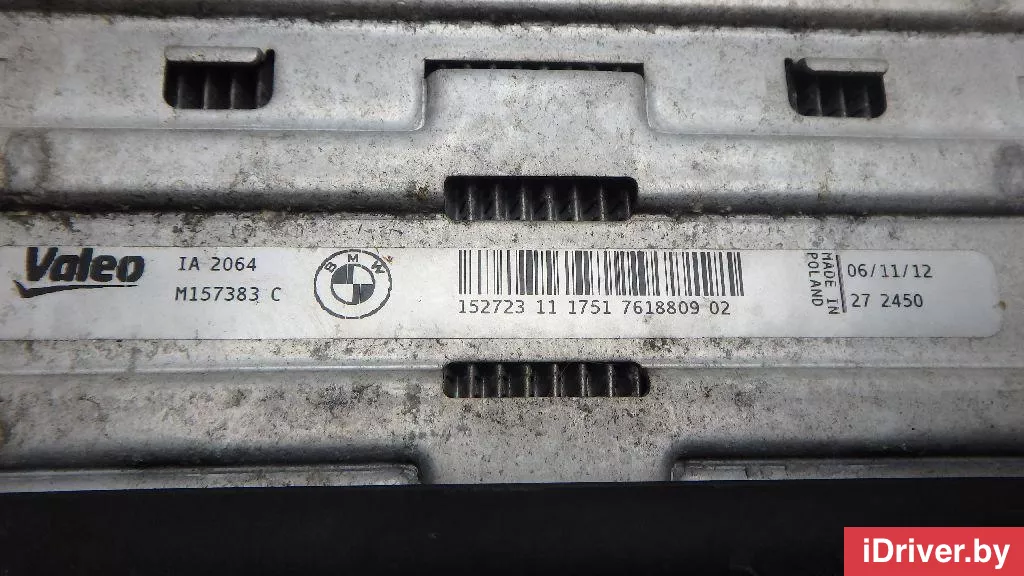 Valeo
IA 2064
M157383 C
BMW
152723 11 1751 7618809 02
MADE IN
POLAND
06/11/12
27 2450
iDriver.by